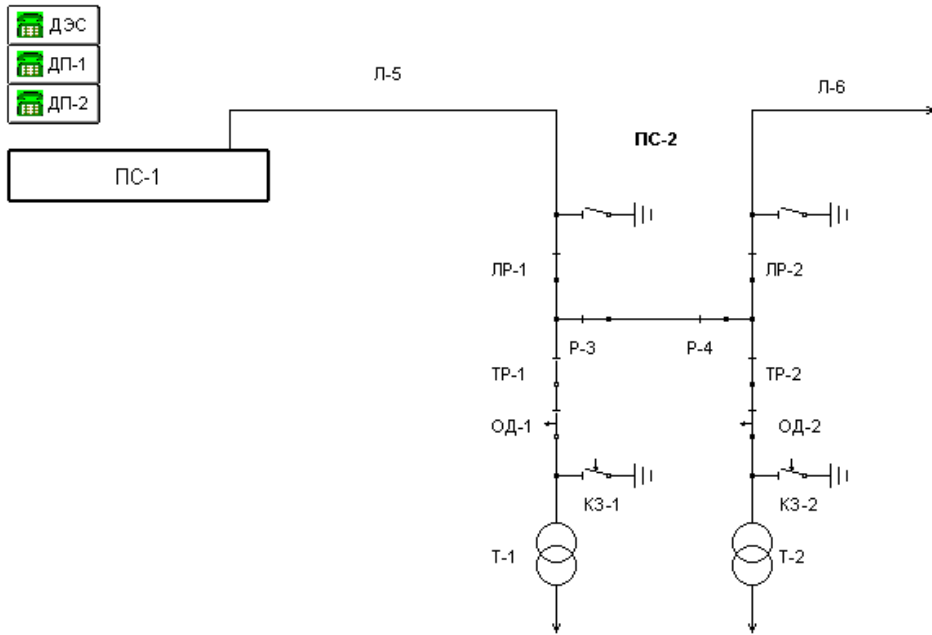 ДЭС
ДП-1
ДП-2
Л-5
Л-6
ПС-2
ПС-1
ЛР-1
ЛР-2
Р-3
Р-4
ТР-1
ТР-2
ОД-1
ОД-2
КЗ-1
КЗ-2
Т-1
Т-2